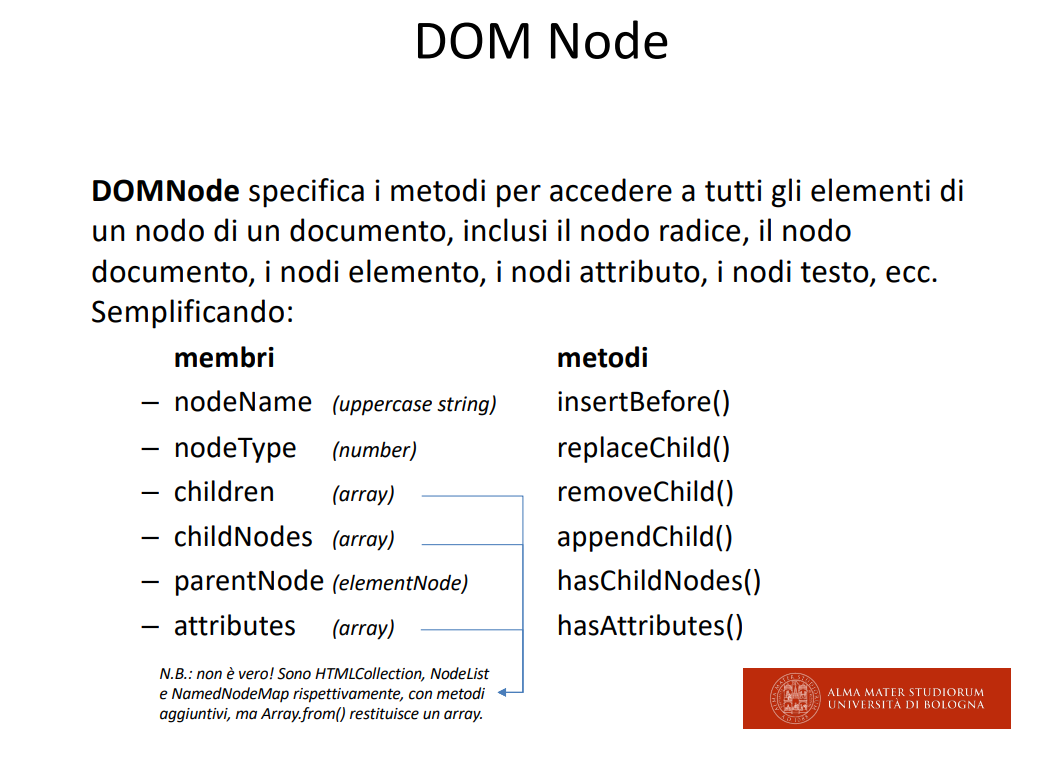 DOM Node
DOMNode specifica i metodi per accedere a tutti gli elementi di
un nodo di un documento, inclusi il nodo radice, il nodo
documento, i nodi elemento, i nodi attributo, i nodi testo, ecc.
Semplificando:
membri metodi
– nodeName (uppercase string) insertBefore()
– nodeType (number) replaceChild()
– children (array) removeChild()
– childNodes (array) appendChild()
– parentNode (elementNode) hasChildNodes()
– attributes (array) hasAttributes()
N.B.: non è vero! Sono HTMLCollection, NodeList
e NamedNodeMap rispettivamente, con metodi
aggiuntivi, ma Array.from() restituisce un array.
ALMA MATER STUDIORUM
UNIVERSITÀ DI BOLOGNA